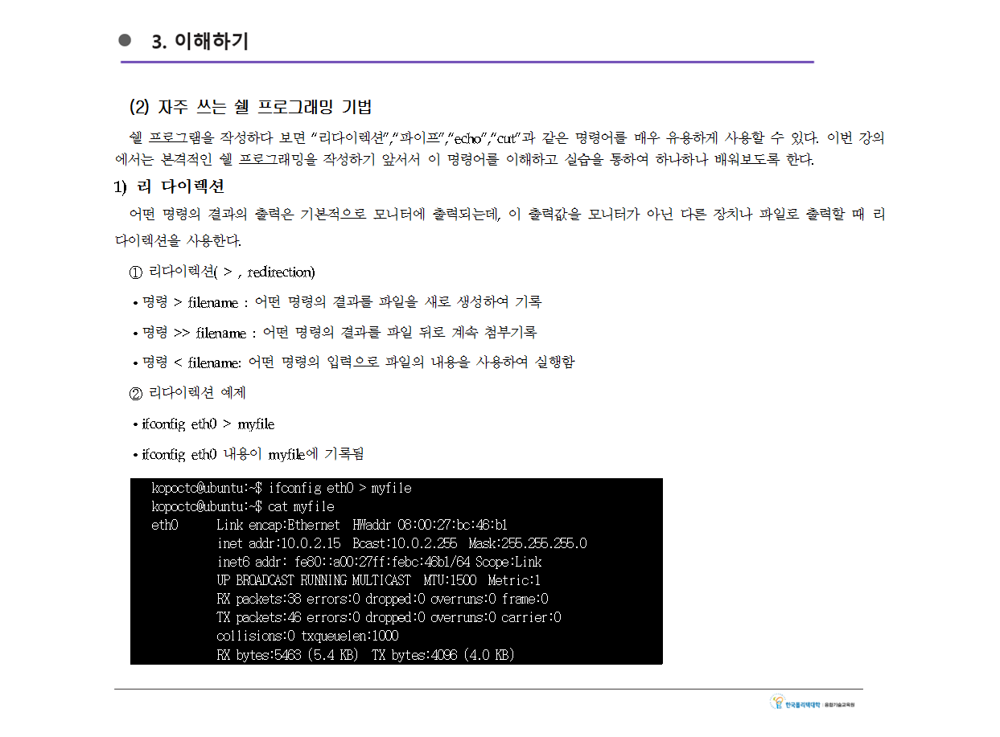 ● 3. 이해하기
(2) 자주 쓰는 쉘 프로그래밍 기법
쉘 프로그램을 작성하다 보면 “리다이렉션”,“파이프”,“echo”,“cut”과 같은 명령어를 매우 유용하게 사용할 수 있다. 이번 강의
에서는 본격적인 쉘 프로그래밍을 작성하기 앞서서 이 명령어를 이해하고 실습을 통하여 하나하나 배워보도록 한다.
1) 리 다이렉션
어떤 명령의 결과의 출력은 기본적으로 모니터에 출력되는데, 이 출력값을 모니터가 아닌 다른 장치나 파일로 출력할 때 리
다이렉션을 사용한다.
① 리다이렉션( > , redirection)
• 명령 > filename : 어떤 명령의 결과를 파일을 새로 생성하여 기록
• 명령 >> filename : 어떤 명령의 결과를 파일 뒤로 계속 첨부기록
• 명령 < filename: 어떤 명령의 입력으로 파일의 내용을 사용하여 실행함
② 리다이렉션 예제
• ifconfig eth0 > myfile
• ifconfig eth0 내용이 myfile에 기록됨
kopoctc@ubuntu:~$ ifconfig eth0 > myfile
kopoctc@ubuntu:~$ cat myfile
eth0 Link encap:Ethernet HWaddr 08:00:27:bc:46:b1
inet addr:10.0.2.15 Bcast:10.0.2.255 Mask:255.255.255.0
inet6 addr: fe80::a00:27ff:febc:46b1/64 Scope:Link
UP BROADCAST RUNNING MULTICAST MTU:1500 Metric:1
RX packets:38 errors:0 dropped:0 overruns:0 frame:0
TX packets:46 errors:0 dropped:0 overruns:0 carrier:0
collisions:0 txqueuelen:1000
RX bytes:5463 (5.4 KB) TX bytes:4096 (4.0 KB)
한국폴리텍대학 | 융합기술교육원